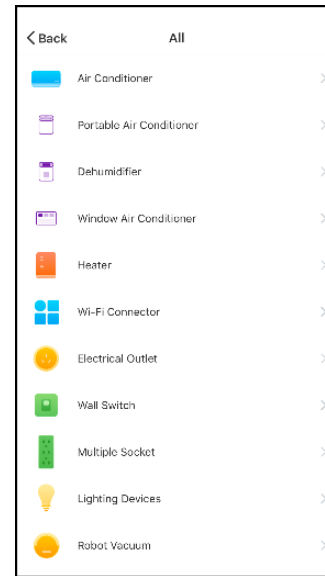 Back All
Air Conditioner
Portable Air Conditioner
Dehumidifier
Window Air Conditioner
Heater
Wi-Fi Connector
Electrical Outlet
Wall Switch
Multiple Socket
Lighting Devices
Robot Vacuum